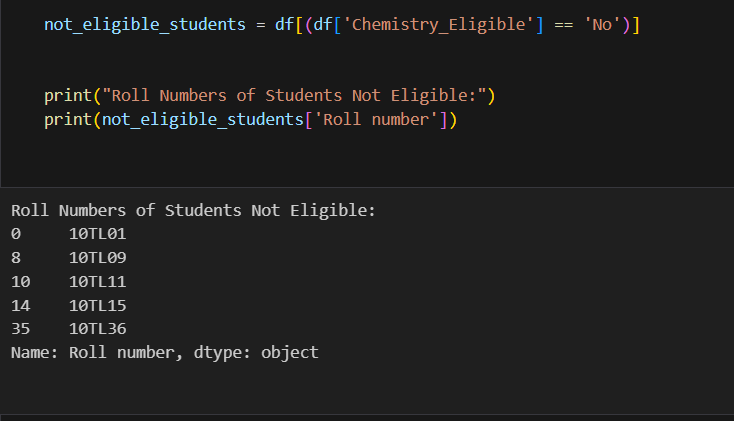 not_eligible_students = df[(df['Chemistry_Eligible'] == 'No')]
print("Roll Numbers of Students Not Eligible:")
print(not_eligible_students['Roll number'])
Roll Numbers of Students Not Eligible:
0     10TL01
8     10TL09
10    10TL11
14    10TL15
35    10TL36
Name: Roll number, dtype: object